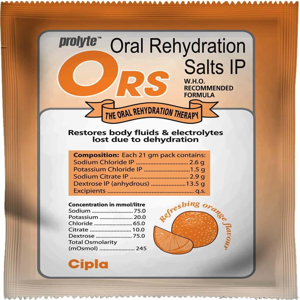 prolyte™ Oral Rehydration
Salts IP
ORS
W.H.O.
RECOMMENDED
FORMULA
THE ORAL REHYDRATION THERAPY
Restores body fluids & electrolytes
lost due to dehydration
Composition: Each 21 gm pack contains:
Sodium Chloride IP ........ 2.6 g
Potassium Chloride IP ........ 1.5 g
Sodium Citrate IP ........ 2.9 g
Dextrose IP (anhydrous) ........ 13.5 g
Excipients ........ q.s.
Concentration in mmol/litre
Sodium ........ 75.0
Potassium ........ 20.0
Chloride ........ 65.0
Citrate ........ 10.0
Dextrose ........ 75.0
Total Osmolarity
(mOsmol) ........ 245
Refreshing orange flavour
Cipla